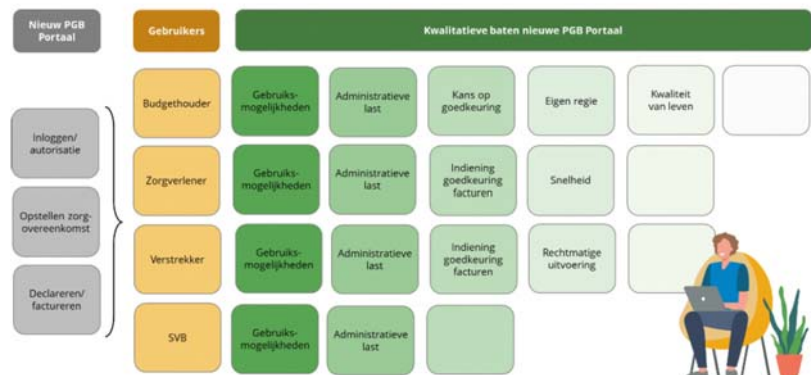 Nieuw PGB
Portaal
Gebruikers
Kwalitatieve baten nieuwe PGB Portaal
Inloggen/
autorisatie
Opstellen zorg-
overeenkomst
Declareren/
factureren
Budgethouder
Gebruiks-
mogelijkheden
Administratieve
last
Kans op
goedkeuring
Eigen regie
Kwaliteit
van leven
Zorgverlener
Gebruiks-
mogelijkheden
Administratieve
last
Indiening
goedkeuring
facturen
Snelheid
Verstrekker
Gebruiks-
mogelijkheden
Administratieve
last
Indiening
goedkeuring
facturen
Rechtmatige
uitvoering
SVB
Gebruiks-
mogelijkheden
Administratieve
last